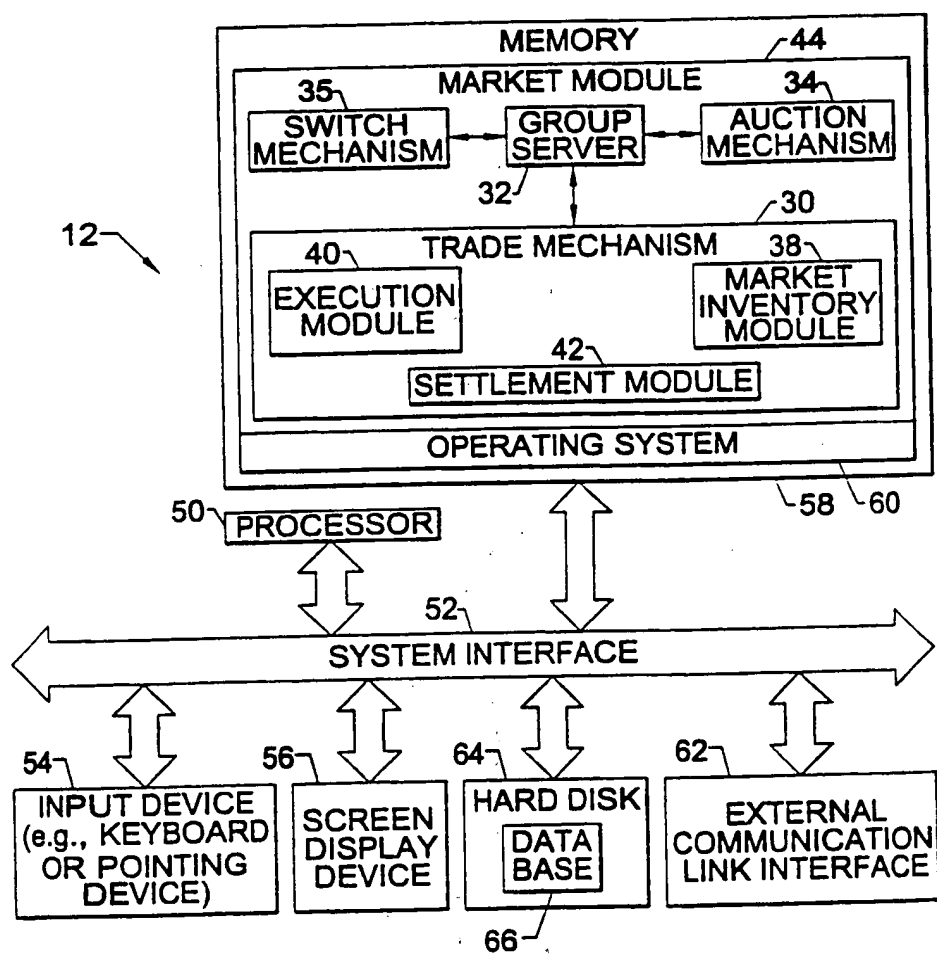 MEMORY
44
MARKET MODULE
35
34
SWITCH
MECHANISM
GROUP
SERVER
AUCTION
MECHANISM
32
30
12
TRADE MECHANISM
40
38
EXECUTION
MODULE
MARKET
INVENTORY
MODULE
42
SETTLEMENT MODULE
OPERATING SYSTEM
58
60
50
PROCESSOR
52
SYSTEM INTERFACE
54
56
64
62
INPUT DEVICE
(e.g., KEYBOARD
OR POINTING
DEVICE)
SCREEN
DISPLAY
DEVICE
HARD DISK
DATA
BASE
66
EXTERNAL
COMMUNICATION
LINK INTERFACE